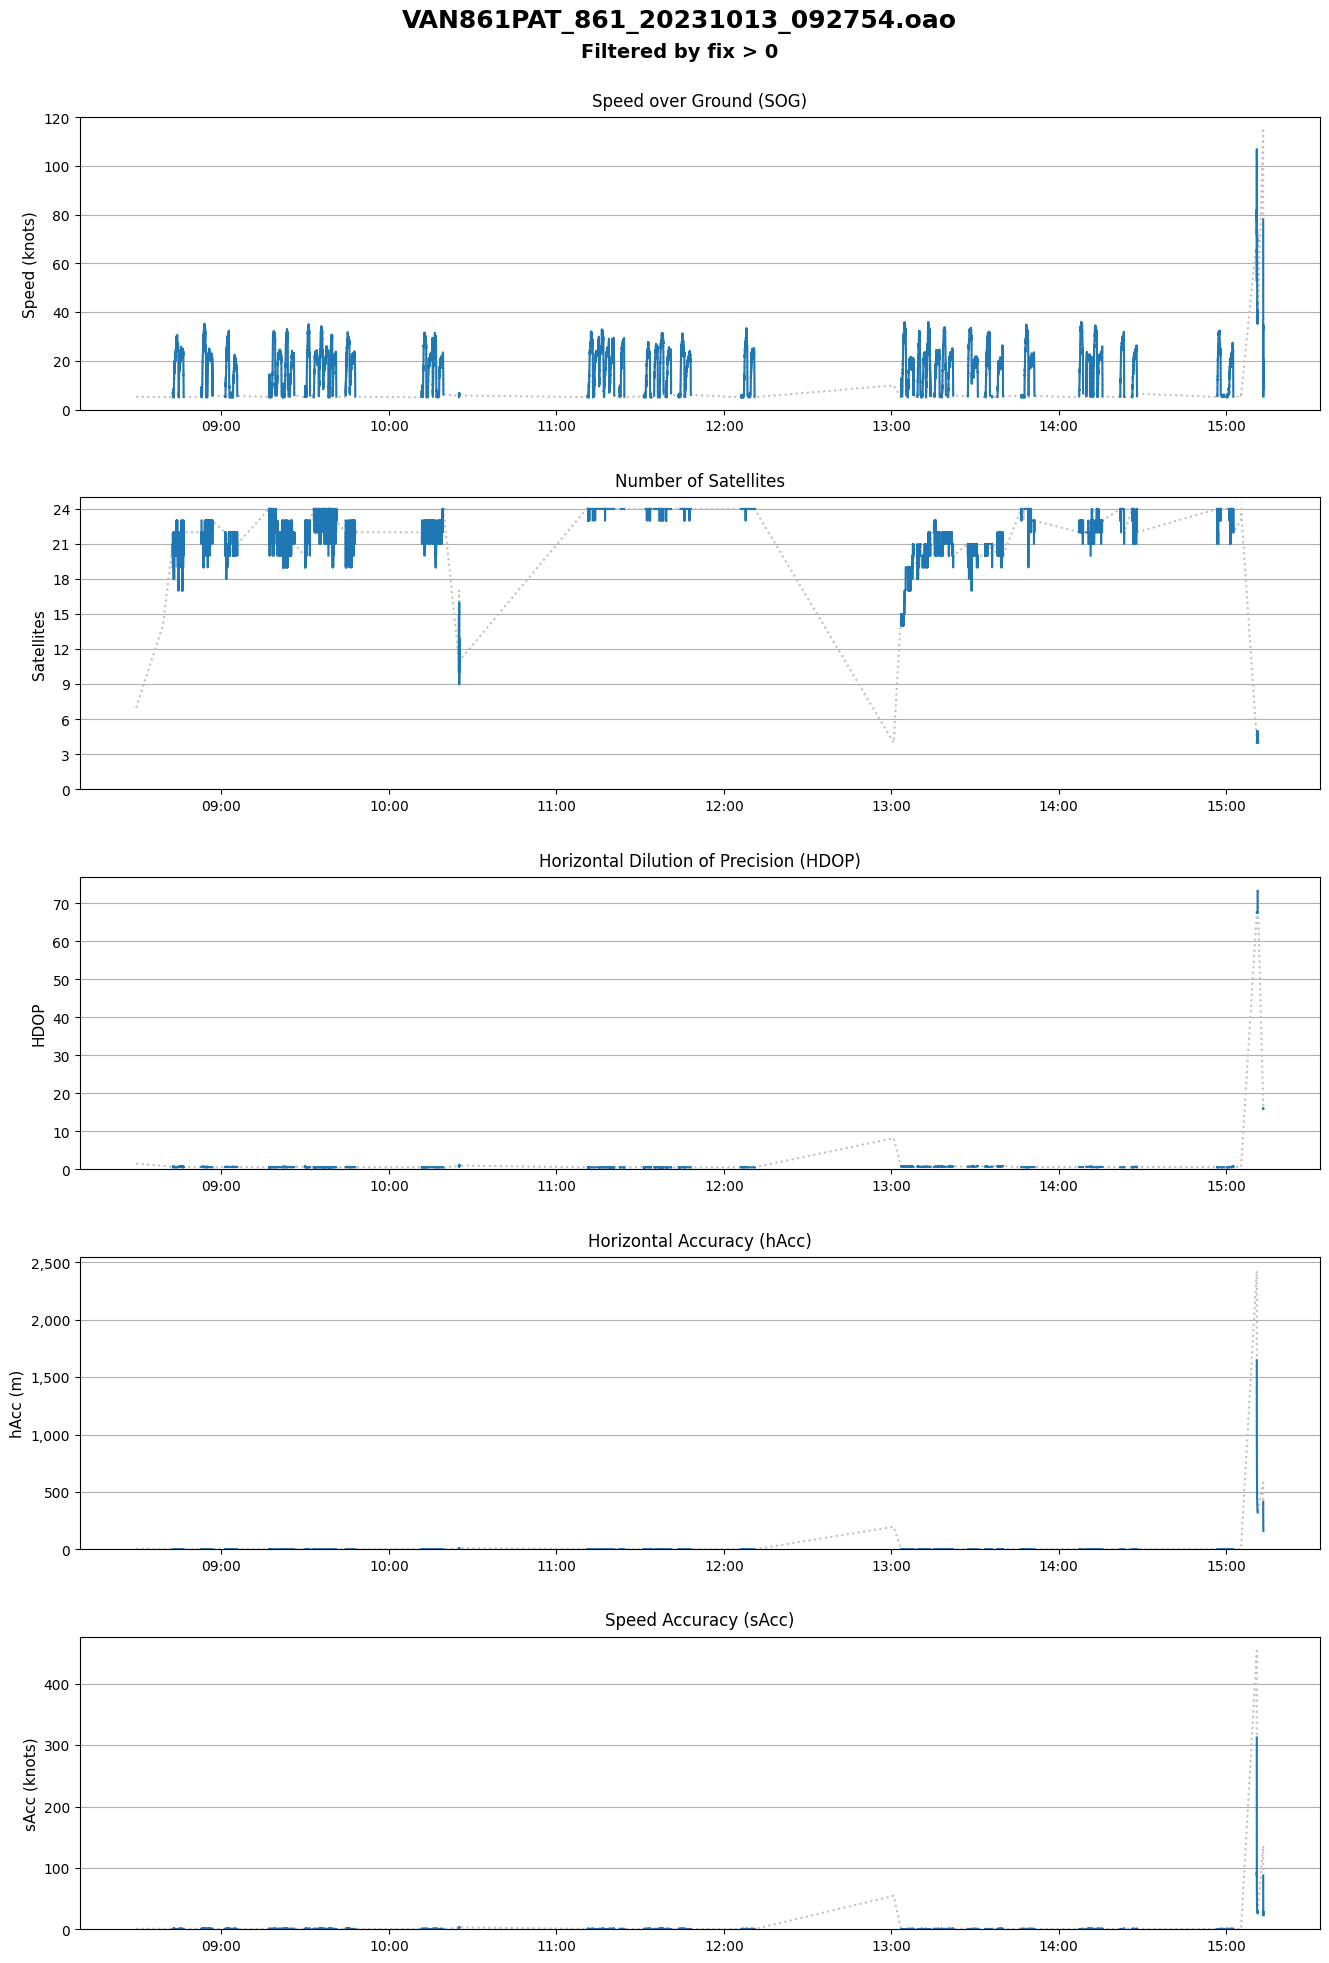 VAN861PAT_861_20231013_092754.oao
Filtered by fix > 0
Speed over Ground (SOG)
Speed (knots)
120
100
80
60
40
20
0
09:00 10:00 11:00 12:00 13:00 14:00 15:00
Number of Satellites
Satellites
24
21
18
15
12
9
6
3
0
09:00 10:00 11:00 12:00 13:00 14:00 15:00
Horizontal Dilution of Precision (HDOP)
HDOP
70
60
50
40
30
20
10
0
09:00 10:00 11:00 12:00 13:00 14:00 15:00
Horizontal Accuracy (hAcc)
hAcc (m)
2,500
2,000
1,500
1,000
500
0
09:00 10:00 11:00 12:00 13:00 14:00 15:00
Speed Accuracy (sAcc)
sAcc (knots)
400
300
200
100
0
09:00 10:00 11:00 12:00 13:00 14:00 15:00